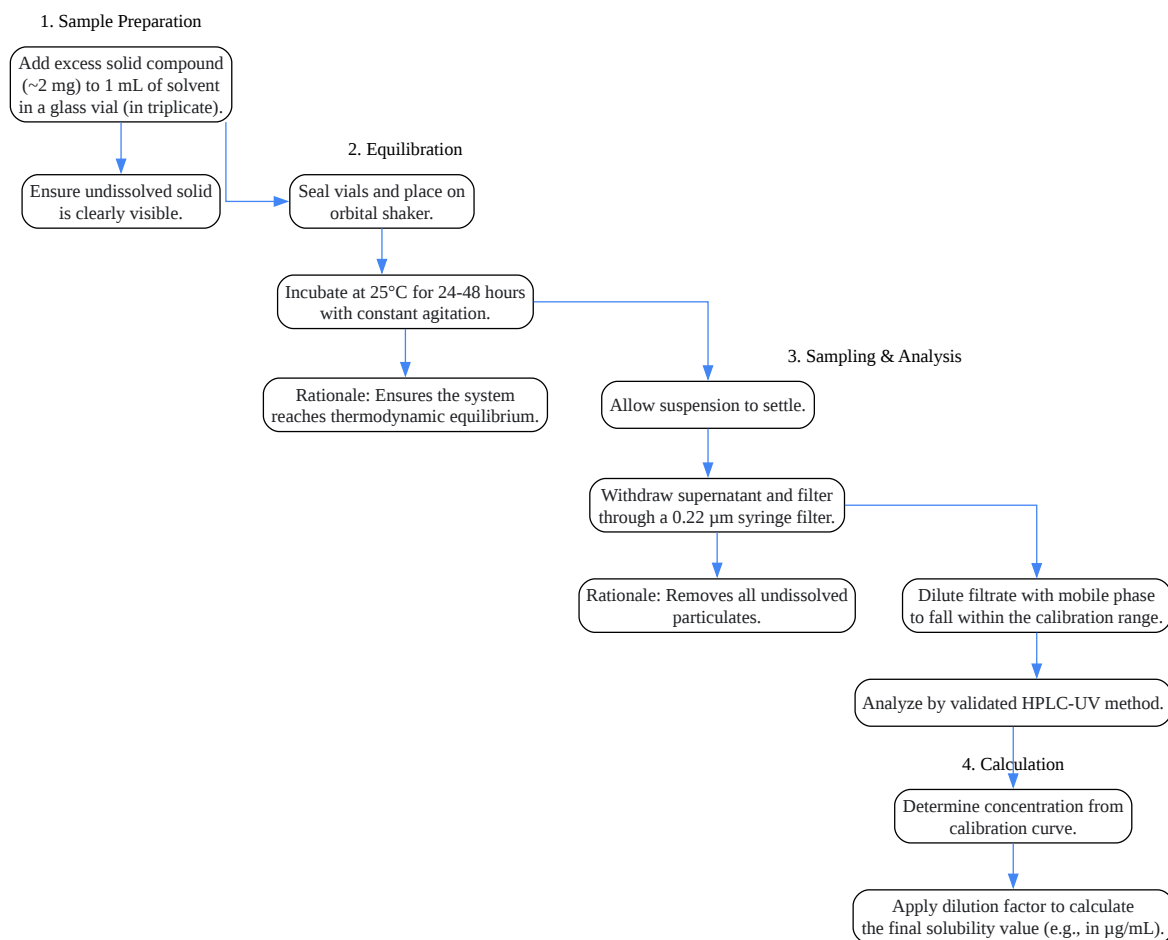 1. Sample Preparation
Add excess solid compound
(~2 mg) to 1 mL of solvent
in a glass vial (in triplicate).
Ensure undissolved solid
is clearly visible.
2. Equilibration
Seal vials and place on
orbital shaker.
Incubate at 25°C for 24-48 hours
with constant agitation.
Rationale: Ensures the system
reaches thermodynamic equilibrium.
3. Sampling & Analysis
Allow suspension to settle.
Withdraw supernatant and filter
through a 0.22 µm syringe filter.
Rationale: Removes all undissolved
particulates.
Dilute filtrate with mobile phase
to fall within the calibration range.
Analyze by validated HPLC-UV method.
4. Calculation
Determine concentration from
calibration curve.
Apply dilution factor to calculate
the final solubility value (e.g., in µg/mL).